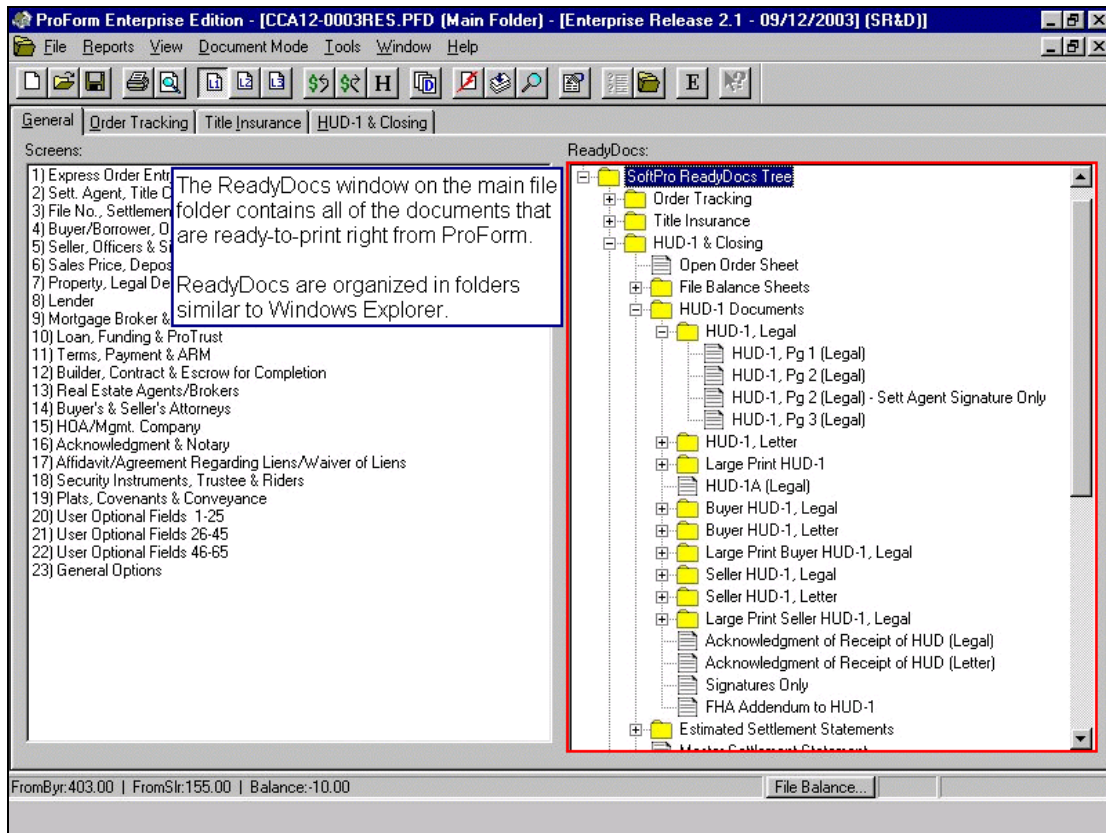 ProForm Enterprise Edition - [CCA12-0003RES.PFD (Main Folder) - [Enterprise Release 2.1 - 09/12/2003] (SR&D)]
File Reports View Document Mode Tools Window Help
L1 L2 L3 $ $ H D E
General Order Tracking Title Insurance HUD-1 & Closing
Screens:
1) Express Order Entr
2) Sett. Agent, Title C
3) File No., Settlemen
4) Buyer/Borrower, O
5) Seller, Officers & Si
6) Sales Price, Depos
7) Property, Legal De
8) Lender
9) Mortgage Broker &
10) Loan, Funding & ProTrust
11) Terms, Payment & ARM
12) Builder, Contract & Escrow for Completion
13) Real Estate Agents/Brokers
14) Buyer's & Seller's Attorneys
15) HOA/Mgmt. Company
16) Acknowledgment & Notary
17) Affidavit/Agreement Regarding Liens/Waiver of Liens
18) Security Instruments, Trustee & Riders
19) Plats, Covenants & Conveyance
20) User Optional Fields 1-25
21) User Optional Fields 26-45
22) User Optional Fields 46-65
23) General Options
The ReadyDocs window on the main file
folder contains all of the documents that
are ready-to-print right from ProForm.
ReadyDocs are organized in folders
similar to Windows Explorer.
ReadyDocs:
SoftPro ReadyDocs Tree
Order Tracking
Title Insurance
HUD-1 & Closing
Open Order Sheet
File Balance Sheets
HUD-1 Documents
HUD-1, Legal
HUD-1, Pg 1 (Legal)
HUD-1, Pg 2 (Legal)
HUD-1, Pg 2 (Legal) - Sett Agent Signature Only
HUD-1, Pg 3 (Legal)
HUD-1, Letter
Large Print HUD-1
HUD-1A (Legal)
Buyer HUD-1, Legal
Buyer HUD-1, Letter
Large Print Buyer HUD-1, Legal
Seller HUD-1, Legal
Seller HUD-1, Letter
Large Print Seller HUD-1, Legal
Acknowledgment of Receipt of HUD (Legal)
Acknowledgment of Receipt of HUD (Letter)
Signatures Only
FHA Addendum to HUD-1
Estimated Settlement Statements
Master Settlement Statement
FromByr:403.00 | FromSlr:155.00 | Balance:-10.00
File Balance...